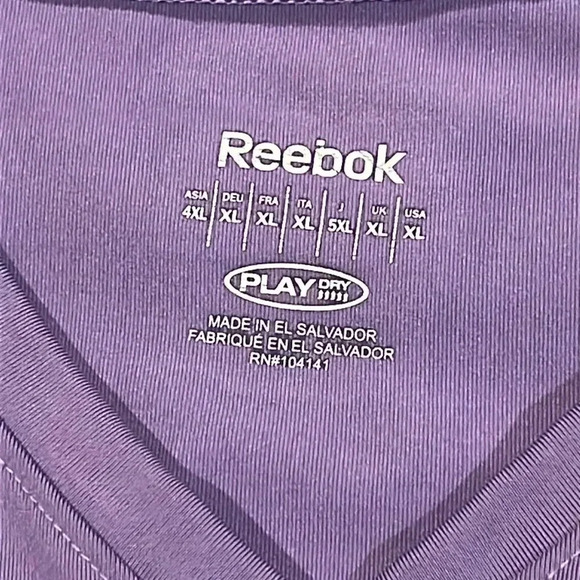 Reebok
ASIA DEU FRA ITA J UK USA
4XL XL XL XL 5XL XL XL
PLAY DRY
MADE IN EL SALVADOR
FABRIQUÉ EN EL SALVADOR
RN#104141